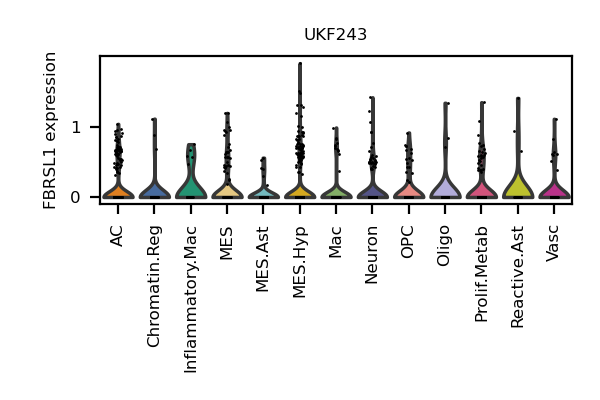 UKF243
FBRSL1 expression
1
0
AC
Chromatin.Reg
Inflammatory.Mac
MES
MES.Ast
MES.Hyp
Mac
Neuron
OPC
Oligo
Prolif.Metab
Reactive.Ast
Vasc